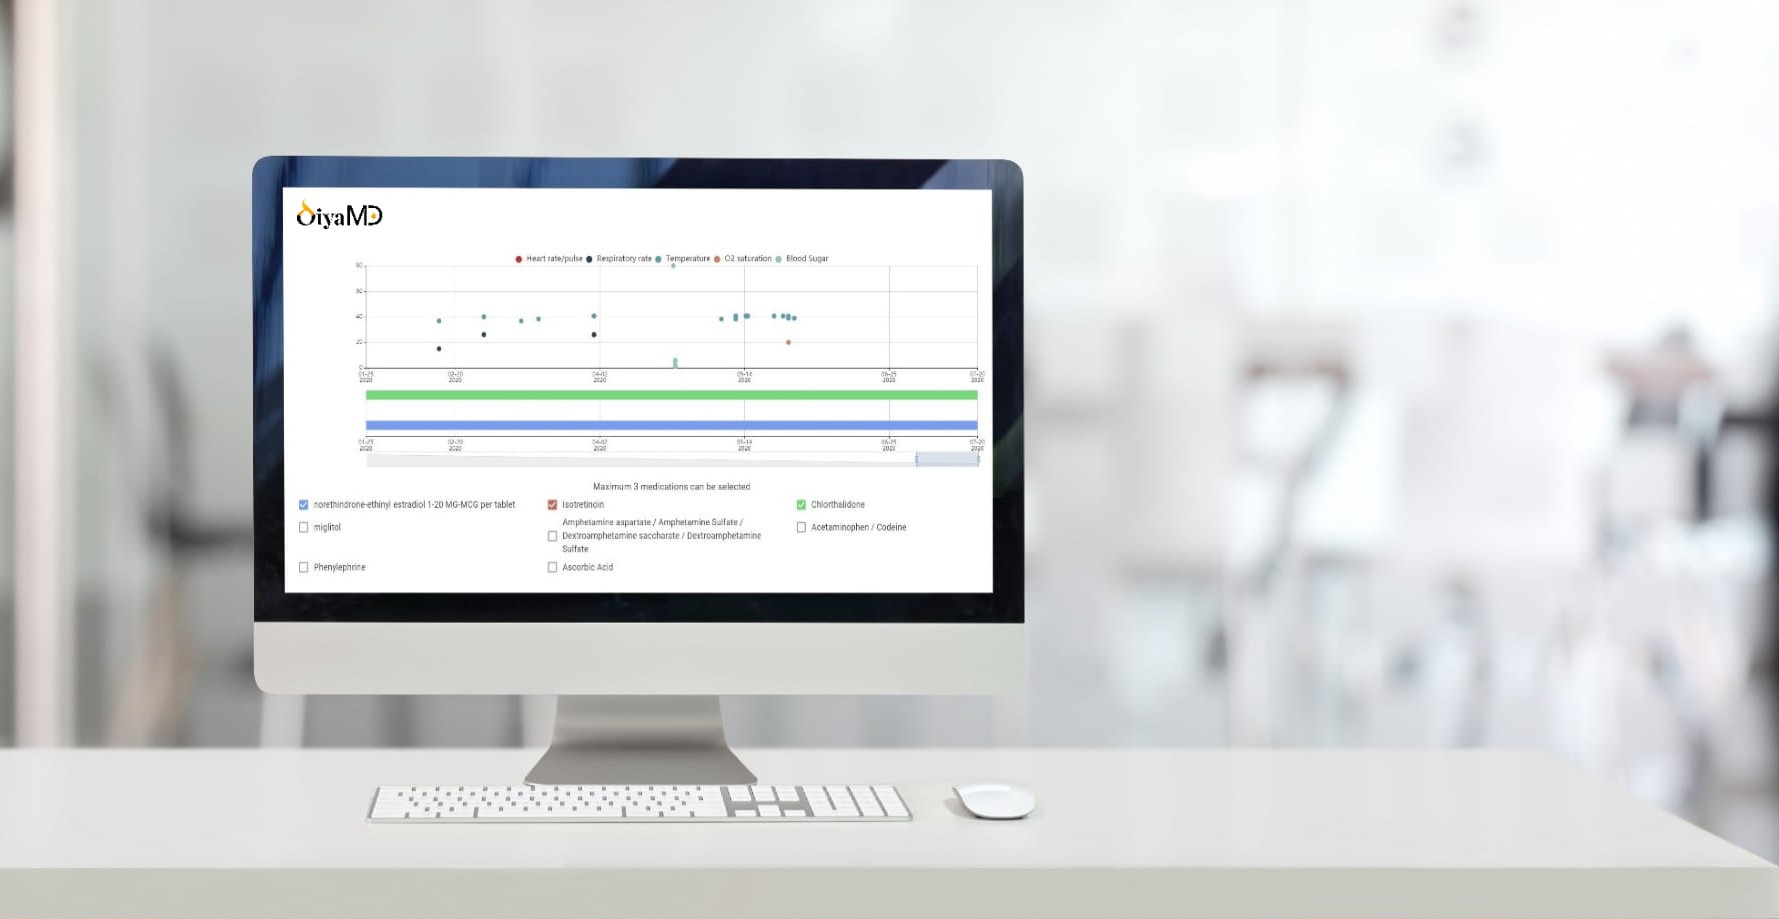 DiyaMD
Heart rate/pulse Respiratory rate Temperature O2 saturation Blood Sugar
80
60
40
20
0
01-25 02-20 04-02 05-14 06-25 07-20
2020 2020 2020 2020 2020 2020
01-25 02-20 04-02 05-14 06-25 07-20
2020 2020 2020 2020 2020 2020
Maximum 3 medications can be selected
norethindrone-ethinyl estradiol 1-20 MG-MCG per tablet
Isotretinoin
Chlorthalidone
miglitol
Amphetamine aspartate / Amphetamine Sulfate /
Dextroamphetamine saccharate / Dextroamphetamine
Sulfate
Acetaminophen / Codeine
Phenylephrine
Ascorbic Acid